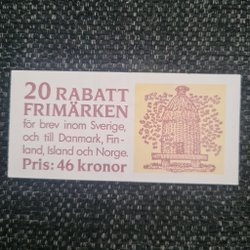 20 RABATT
FRIMÄRKEN
för brev inom Sverige,
och till Danmark, Fin-
land, Island och Norge.
Pris: 46 kronor